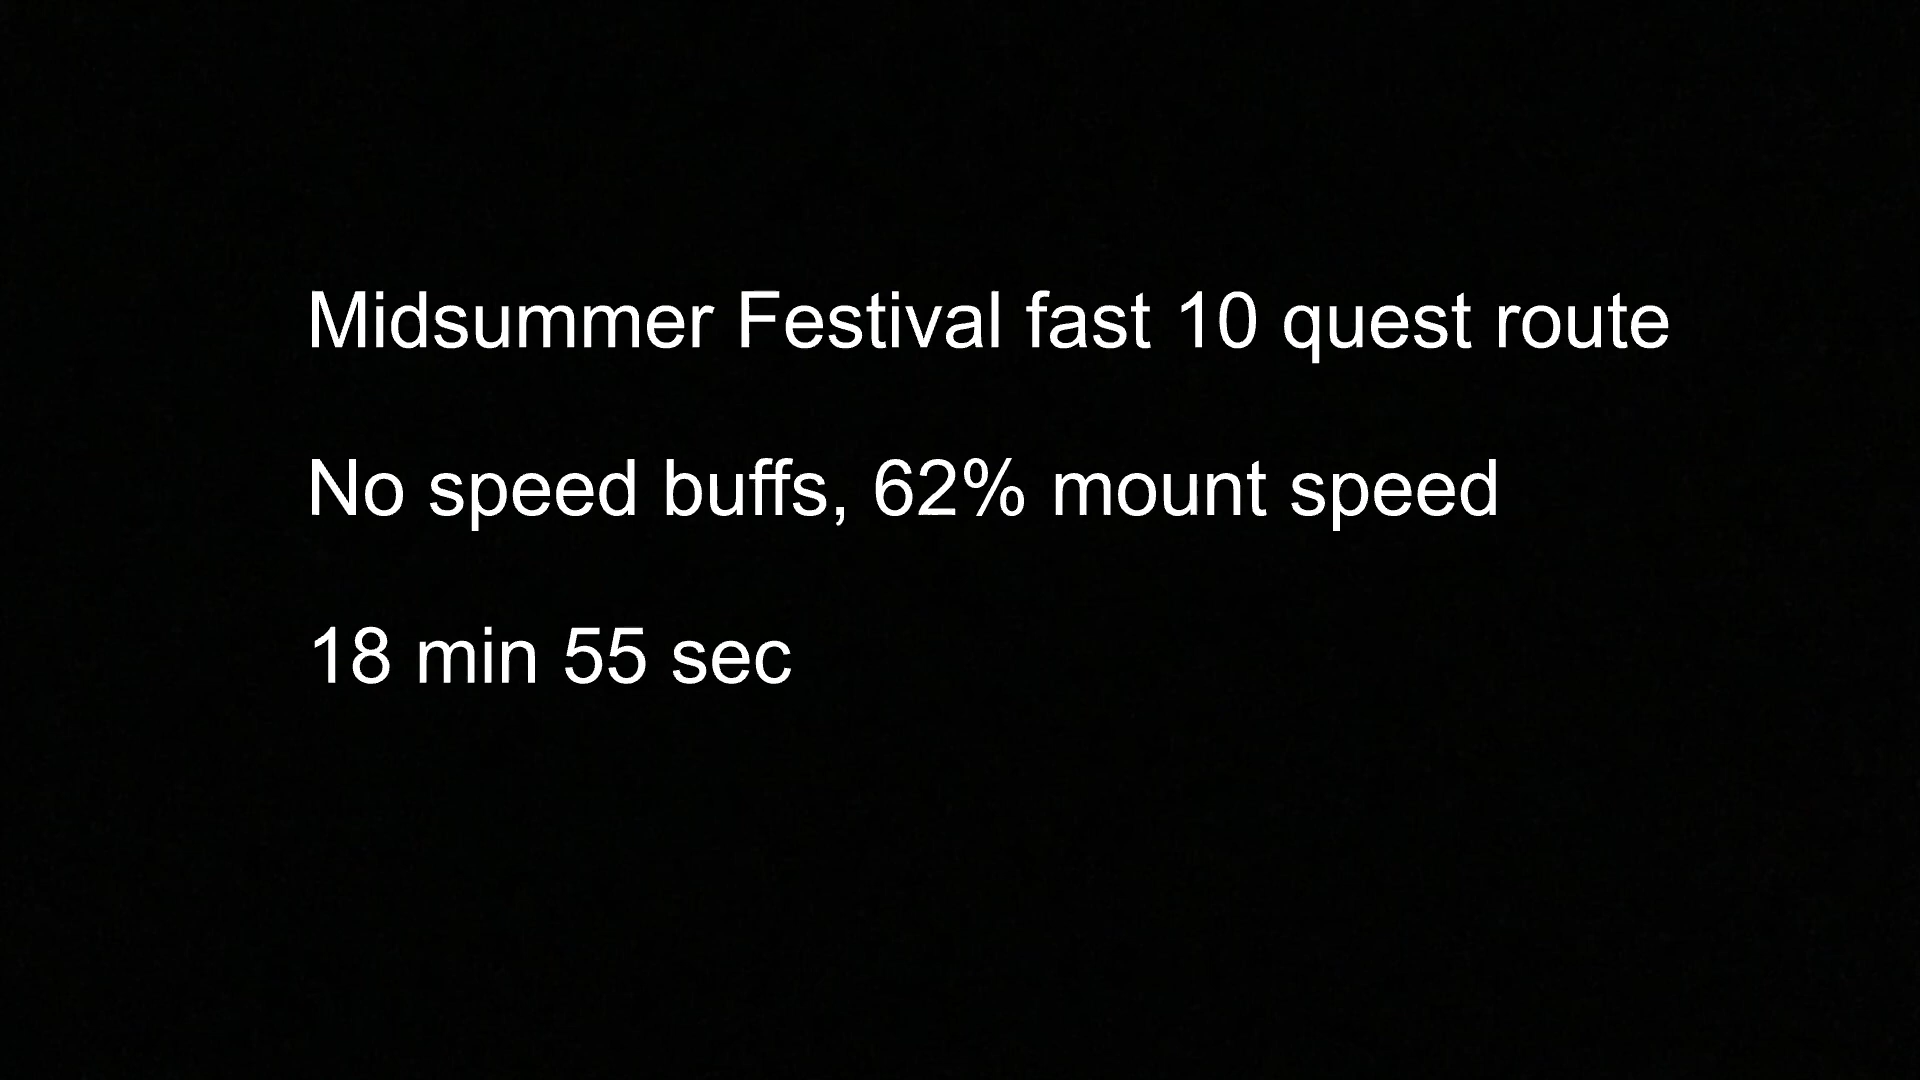 Midsummer Festival fast 10 quest route
No speed buffs, 62% mount speed
18 min 55 sec